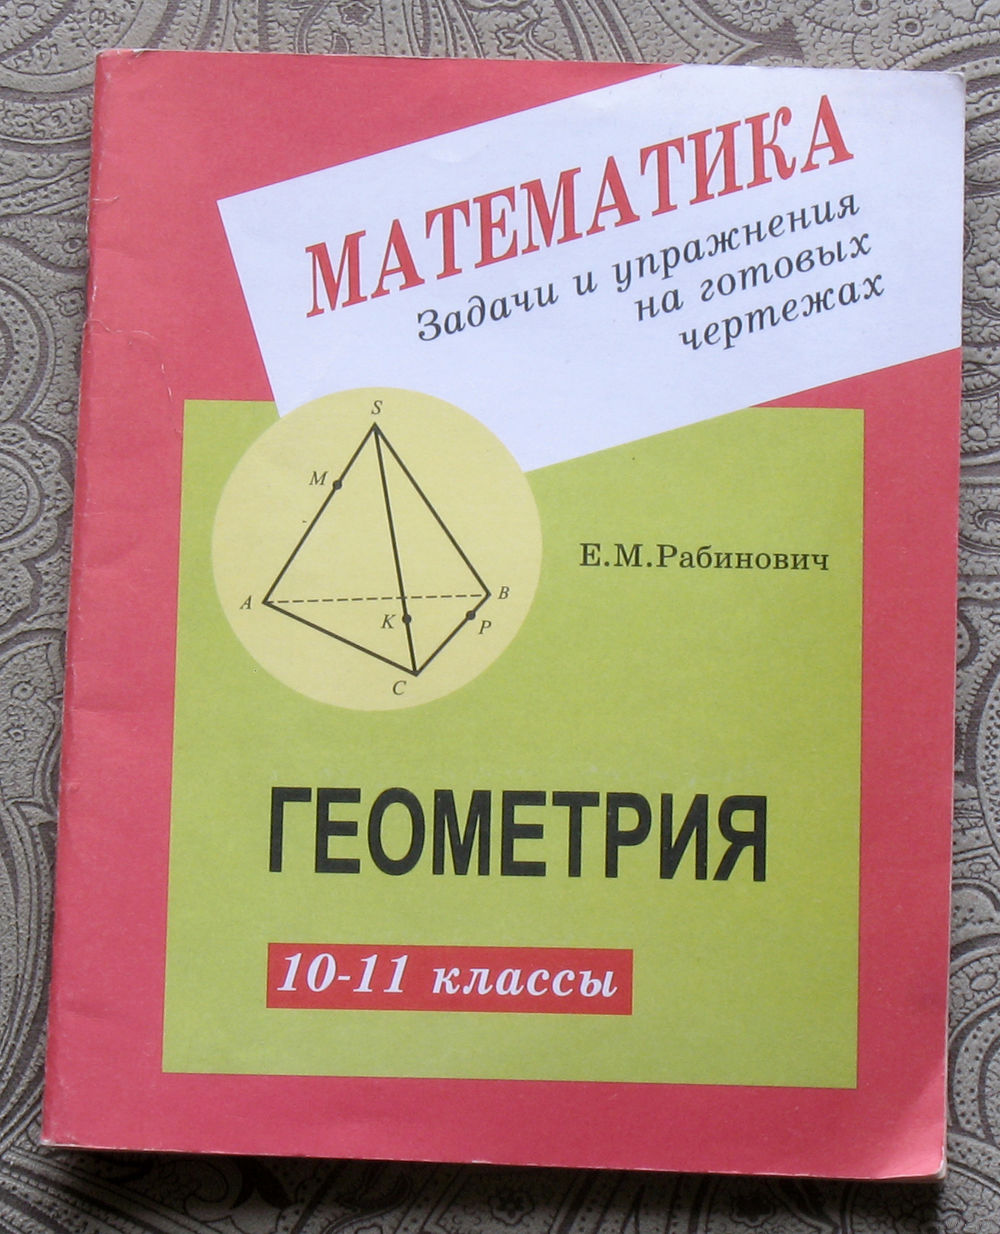 МАТЕМАТИКА
Задачи и упражнения
на готовых
чертежах
S
M
A
B
K
P
C
Е.М.Рабинович
ГЕОМЕТРИЯ
10-11 классы